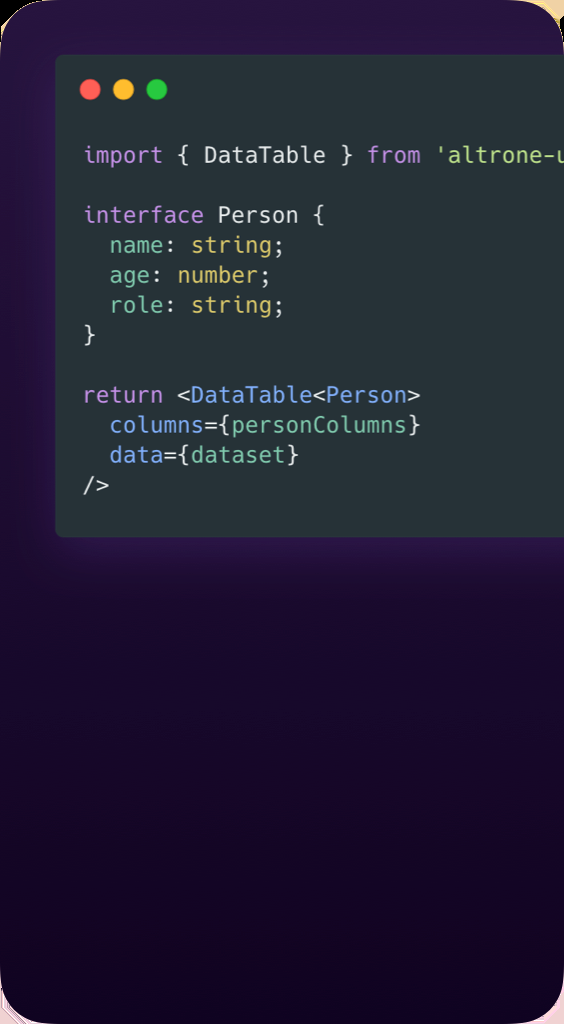 import { DataTable } from 'altrone-u
interface Person {
  name: string;
  age: number;
  role: string;
}
return <DataTable<Person>
  columns={personColumns}
  data={dataset}
/>